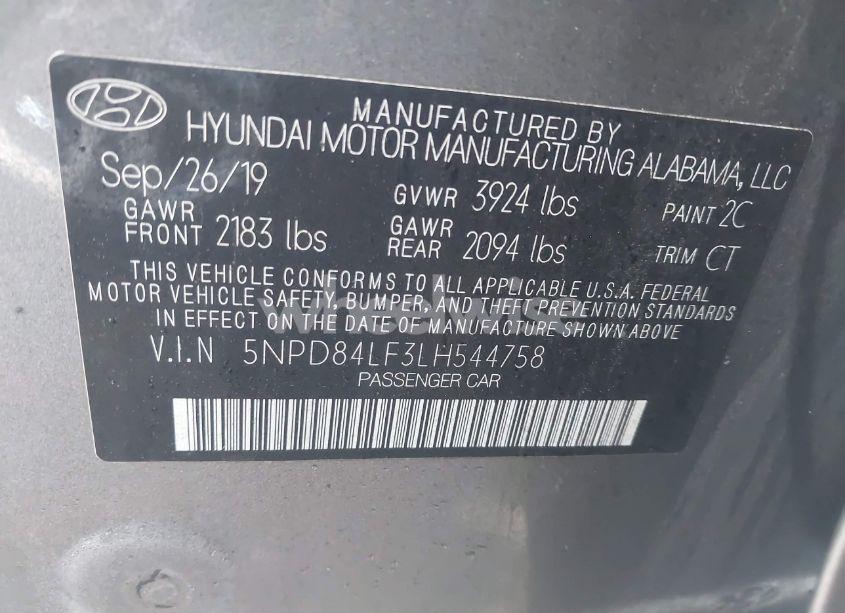 MANUFACTURED BY
HYUNDAI MOTOR MANUFACTURING ALABAMA, LLC
Sep/26/19 GVWR 3924 lbs PAINT 2C
GAWR FRONT 2183 lbs GAWR REAR 2094 lbs TRIM CT
THIS VEHICLE CONFORMS TO ALL APPLICABLE U.S.A. FEDERAL
MOTOR VEHICLE SAFETY, BUMPER, AND THEFT PREVENTION STANDARDS
IN EFFECT ON THE DATE OF MANUFACTURE SHOWN ABOVE
V.I.N 5NPD84LF3LH544758
PASSENGER CAR